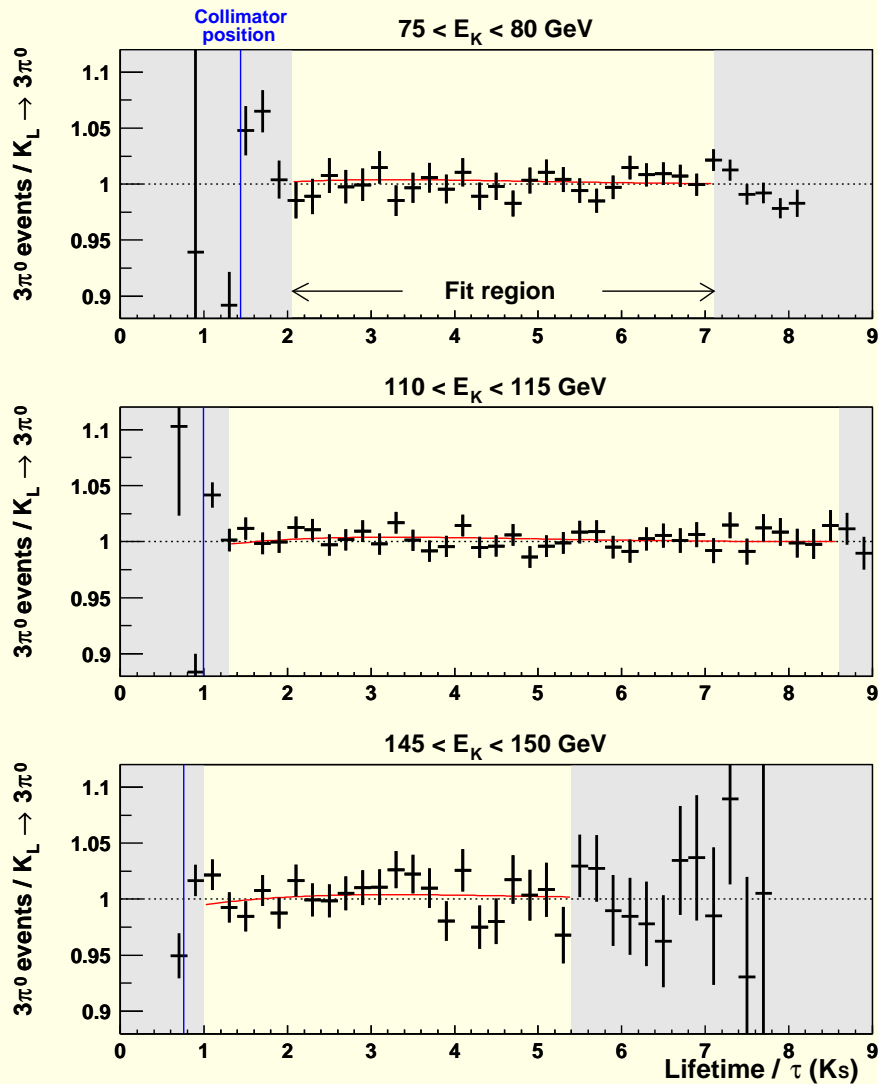 Collimator
position
75 < E_K < 80 GeV
3π⁰ events / K_L → 3π⁰
1.1
1.05
1
0.95
0.9
Fit region
0 1 2 3 4 5 6 7 8 9
110 < E_K < 115 GeV
3π⁰ events / K_L → 3π⁰
1.1
1.05
1
0.95
0.9
0 1 2 3 4 5 6 7 8 9
145 < E_K < 150 GeV
3π⁰ events / K_L → 3π⁰
1.1
1.05
1
0.95
0.9
0 1 2 3 4 5 6 7 8 9
Lifetime / τ (Ks)